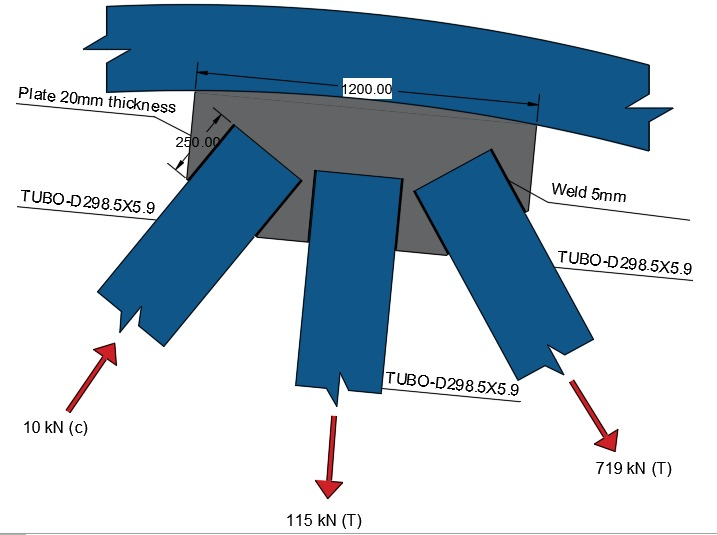 1200.00
Plate 20mm thickness
250.00
TUBO-D298.5X5.9
Weld 5mm
TUBO-D298.5X5.9
TUBO-D298.5X5.9
10 kN (c)
719 kN (T)
115 kN (T)